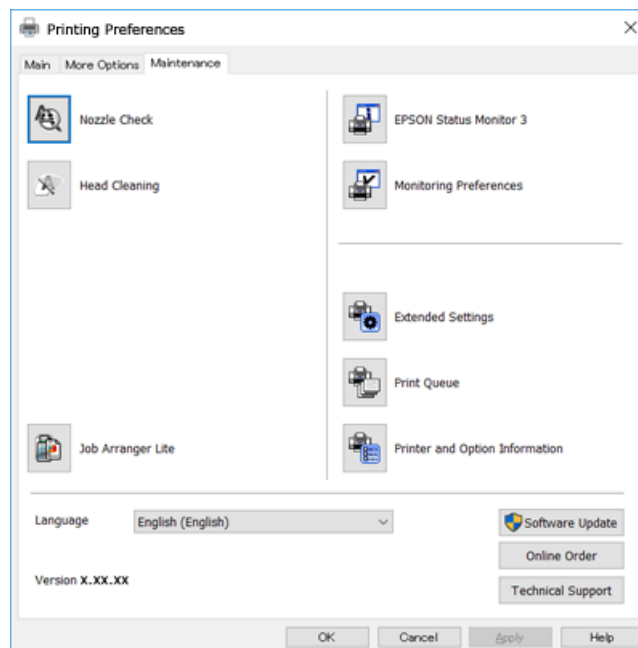 Printing Preferences
Main
More Options
Maintenance
Nozzle Check
Head Cleaning
Job Arranger Lite
EPSON Status Monitor 3
Monitoring Preferences
Extended Settings
Print Queue
Printer and Option Information
Language
English (English)
Software Update
Online Order
Version X.XX.XX
Technical Support
OK
Cancel
Apply
Help